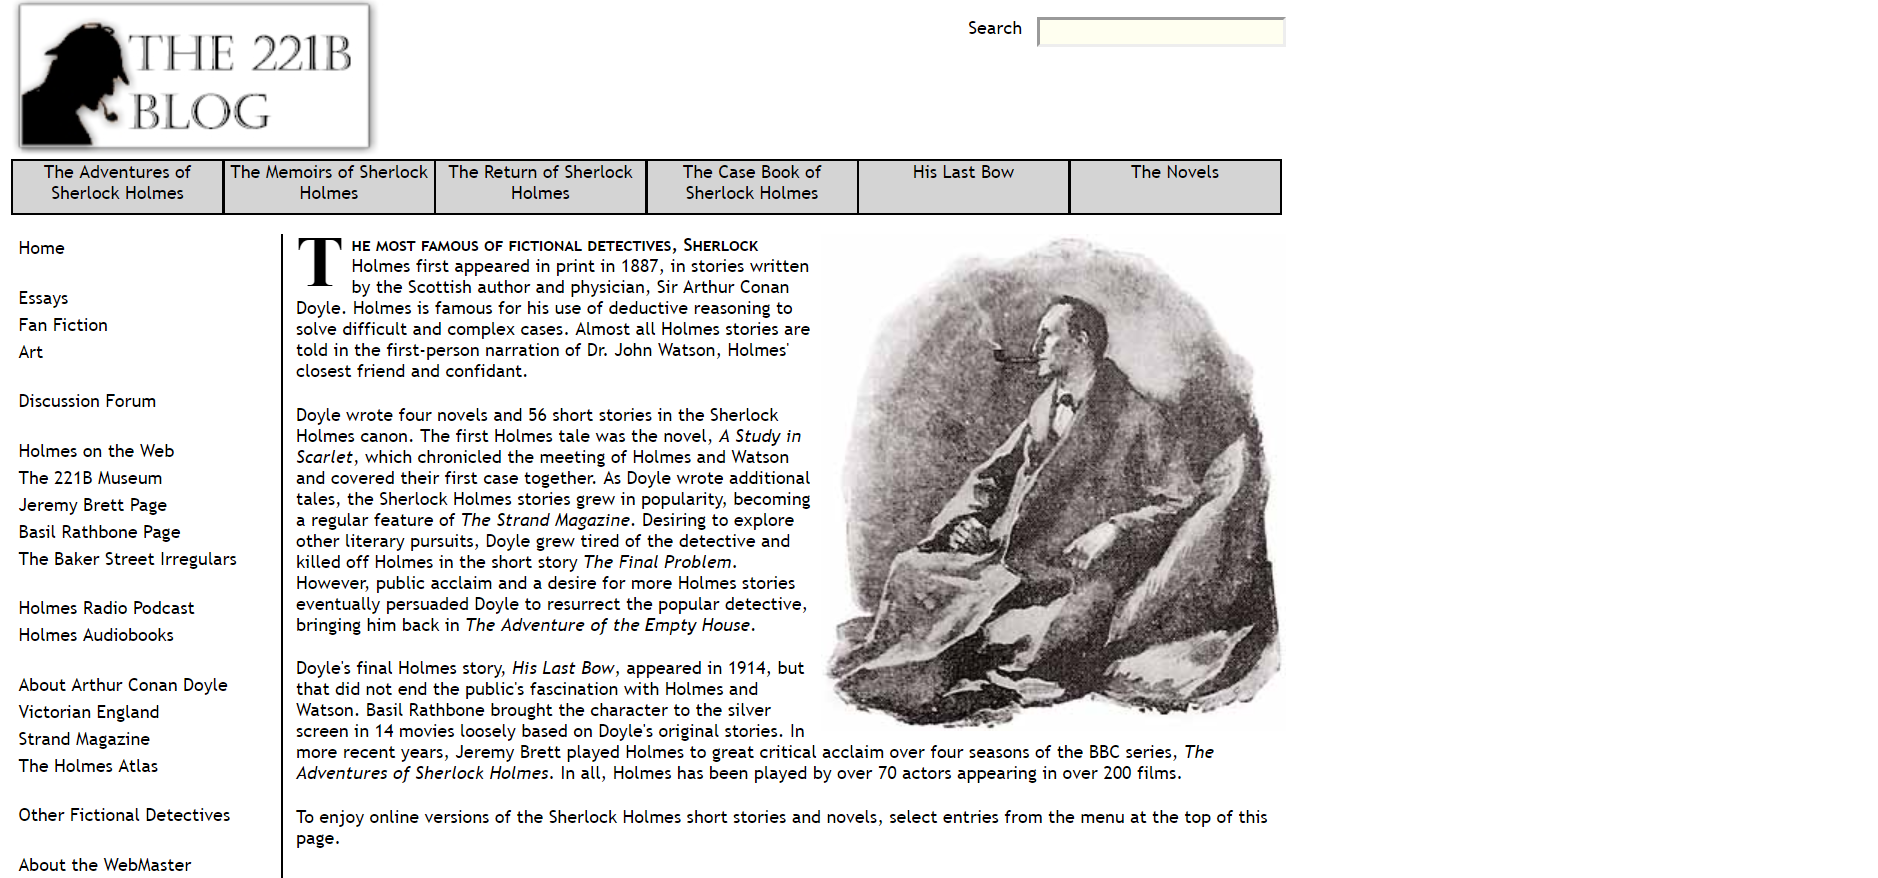 THE 221B
BLOG
Search
The Adventures of
Sherlock Holmes
The Memoirs of Sherlock
Holmes
The Return of Sherlock
Holmes
The Case Book of
Sherlock Holmes
His Last Bow
The Novels
Home
Essays
Fan Fiction
Art
Discussion Forum
Holmes on the Web
The 221B Museum
Jeremy Brett Page
Basil Rathbone Page
The Baker Street Irregulars
Holmes Radio Podcast
Holmes Audiobooks
About Arthur Conan Doyle
Victorian England
Strand Magazine
The Holmes Atlas
Other Fictional Detectives
About the WebMaster
The most famous of fictional detectives, Sherlock
Holmes first appeared in print in 1887, in stories written
by the Scottish author and physician, Sir Arthur Conan
Doyle. Holmes is famous for his use of deductive reasoning to
solve difficult and complex cases. Almost all Holmes stories are
told in the first-person narration of Dr. John Watson, Holmes'
closest friend and confidant.
Doyle wrote four novels and 56 short stories in the Sherlock
Holmes canon. The first Holmes tale was the novel, A Study in
Scarlet, which chronicled the meeting of Holmes and Watson
and covered their first case together. As Doyle wrote additional
tales, the Sherlock Holmes stories grew in popularity, becoming
a regular feature of The Strand Magazine. Desiring to explore
other literary pursuits, Doyle grew tired of the detective and
killed off Holmes in the short story The Final Problem.
However, public acclaim and a desire for more Holmes stories
eventually persuaded Doyle to resurrect the popular detective,
bringing him back in The Adventure of the Empty House.
Doyle's final Holmes story, His Last Bow, appeared in 1914, but
that did not end the public's fascination with Holmes and
Watson. Basil Rathbone brought the character to the silver
screen in 14 movies loosely based on Doyle's original stories. In
more recent years, Jeremy Brett played Holmes to great critical acclaim over four seasons of the BBC series, The
Adventures of Sherlock Holmes. In all, Holmes has been played by over 70 actors appearing in over 200 films.
To enjoy online versions of the Sherlock Holmes short stories and novels, select entries from the menu at the top of this
page.